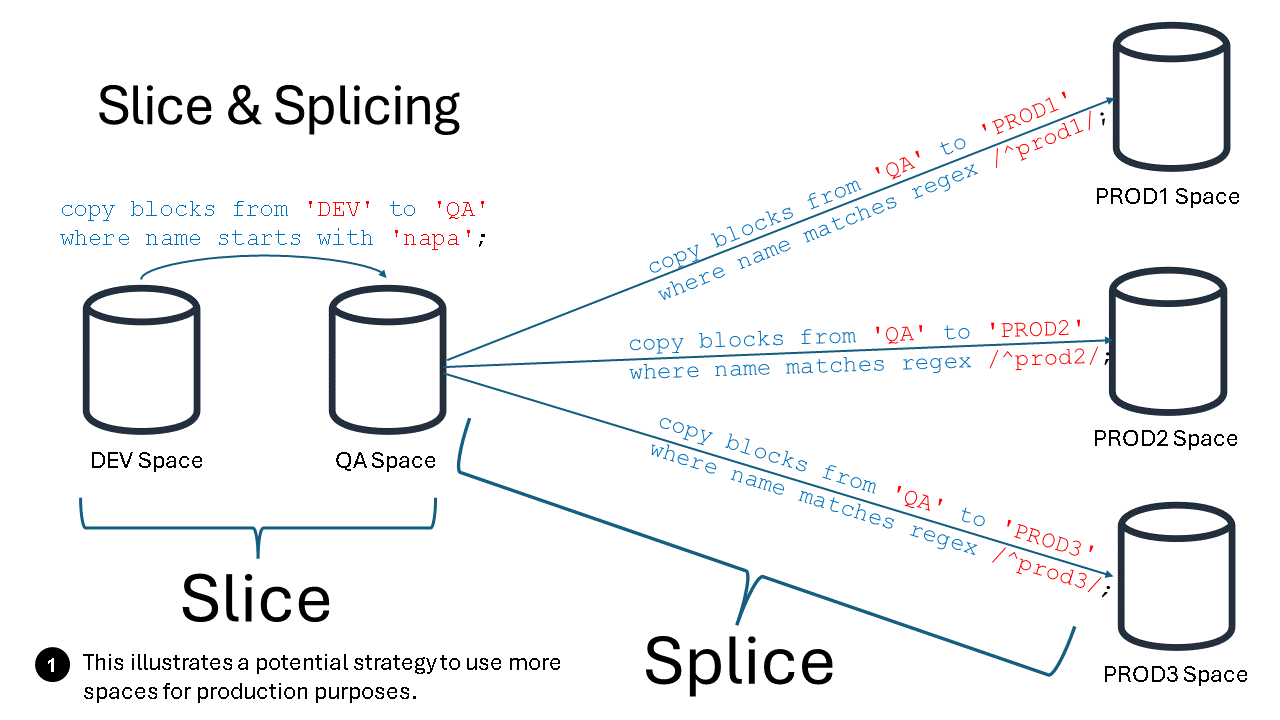 Slice & Splicing
copy blocks from 'DEV' to 'QA'
where name starts with 'napa';
DEV Space
QA Space
Slice
copy blocks from 'QA' to 'PROD1'
where name matches regex /^prod1/;
PROD1 Space
copy blocks from 'QA' to 'PROD2'
where name matches regex /^prod2/;
PROD2 Space
copy blocks from 'QA' to 'PROD3'
where name matches regex /^prod3/;
PROD3 Space
Splice
1 This illustrates a potential strategy to use more
spaces for production purposes.